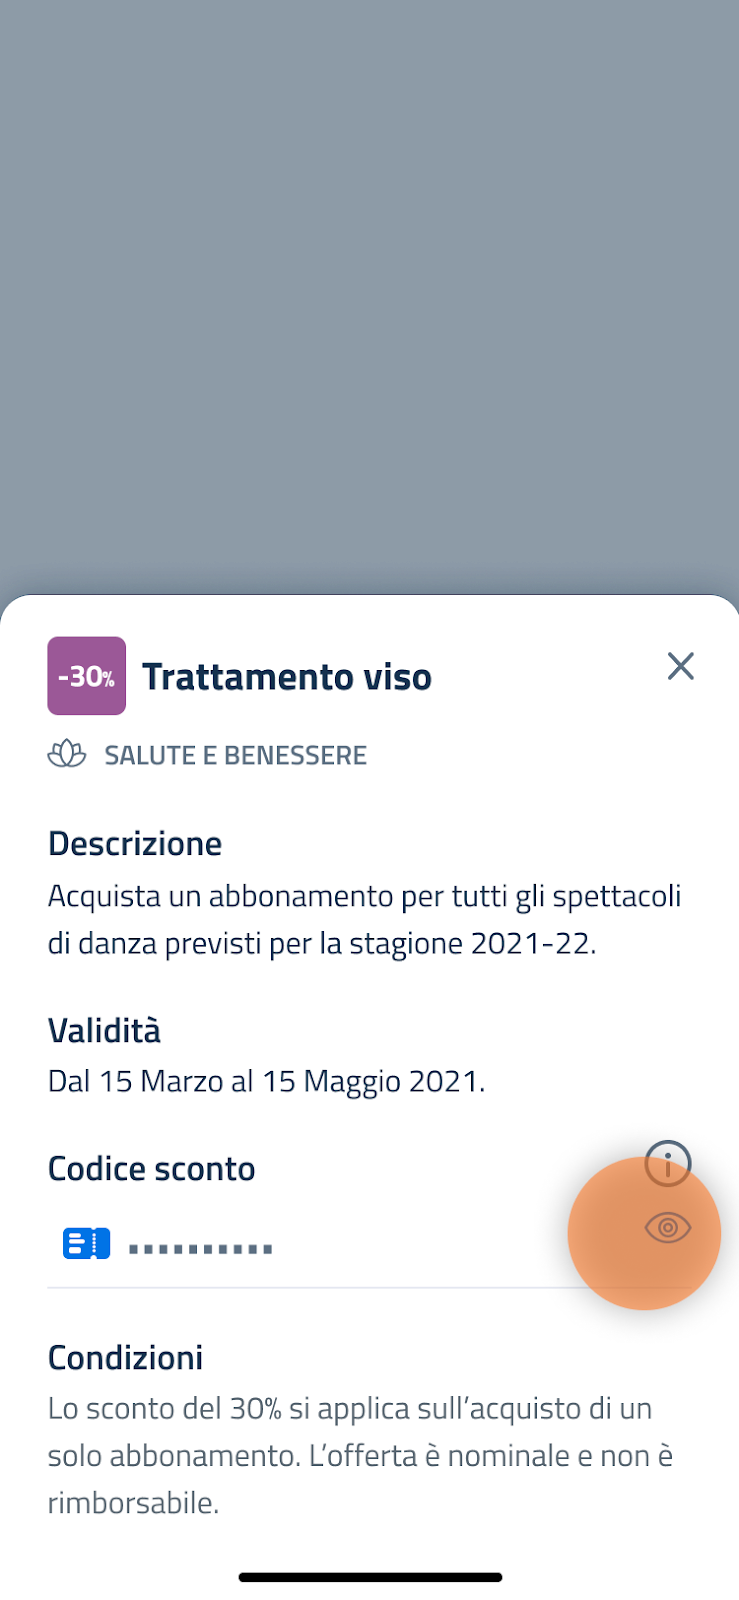 -30%
Trattamento viso
SALUTE E BENESSERE
Descrizione
Acquista un abbonamento per tutti gli spettacoli
di danza previsti per la stagione 2021-22.
Validità
Dal 15 Marzo al 15 Maggio 2021.
Codice sconto
Condizioni
Lo sconto del 30% si applica sull’acquisto di un
solo abbonamento. L’offerta è nominale e non è
rimborsabile.